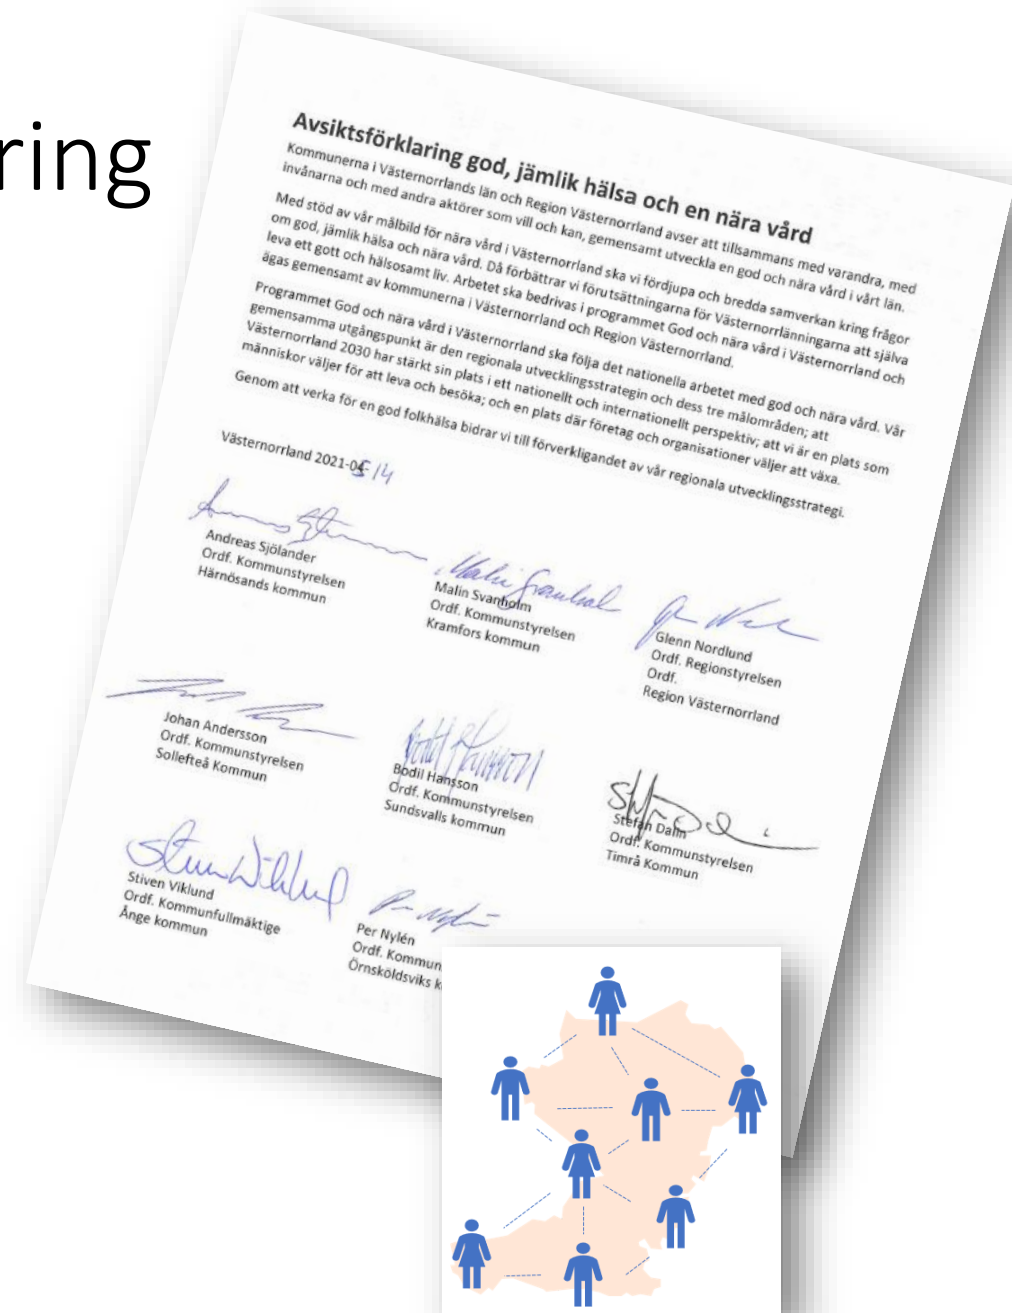 ring
Avsiktsförklaring god, jämlik hälsa och en nära vård
Kommunerna i Västernorrlands län och Region Västernorrland avser att tillsammans med varandra, med
invånarna och med andra aktörer som vill och kan, gemensamt utveckla en god och nära vård i vårt län.
Med stöd av vår målbild för nära vård i Västernorrland ska vi fördjupa och bredda samverkan kring frågor
om god, jämlik hälsa och nära vård. Då förbättrar vi förutsättningarna för Västernorrlänningarna att själva
leva ett gott och hälsosamt liv. Arbetet ska bedrivas i programmet God och nära vård i Västernorrland och
ägas gemensamt av kommunerna i Västernorrland och Region Västernorrland.
Programmet God och nära vård i Västernorrland ska följa det nationella arbetet med god och nära vård. Vår
gemensamma utgångspunkt är den regionala utvecklingsstrategin och dess tre målområden; att
Västernorrland 2030 har stärkt sin plats i ett nationellt och internationellt perspektiv; att vi är en plats som
människor väljer för att leva och besöka; och en plats där företag och organisationer väljer att växa.
Genom att verka för en god folkhälsa bidrar vi till förverkligandet av vår regionala utvecklingsstrategi.
Västernorrland 2021-05-14
Andreas Sjölander
Ordf. Kommunstyrelsen
Härnösands kommun
Malin Svanholm
Malin Svanholm
Ordf. Kommunstyrelsen
Kramfors kommun
Glenn Nordlund
Ordf. Regionstyrelsen
Ordf.
Region Västernorrland
Johan Andersson
Ordf. Kommunstyrelsen
Sollefteå Kommun
Bodil Hansson
Bodil Hansson
Ordf. Kommunstyrelsen
Sundsvalls kommun
Stefan Dalin
Ordf. Kommunstyrelsen
Timrå Kommun
Stiven Viklund
Ordf. Kommunfullmäktige
Ånge kommun
Per Nylén
Ordf. Kommun
Örnsköldsviks k